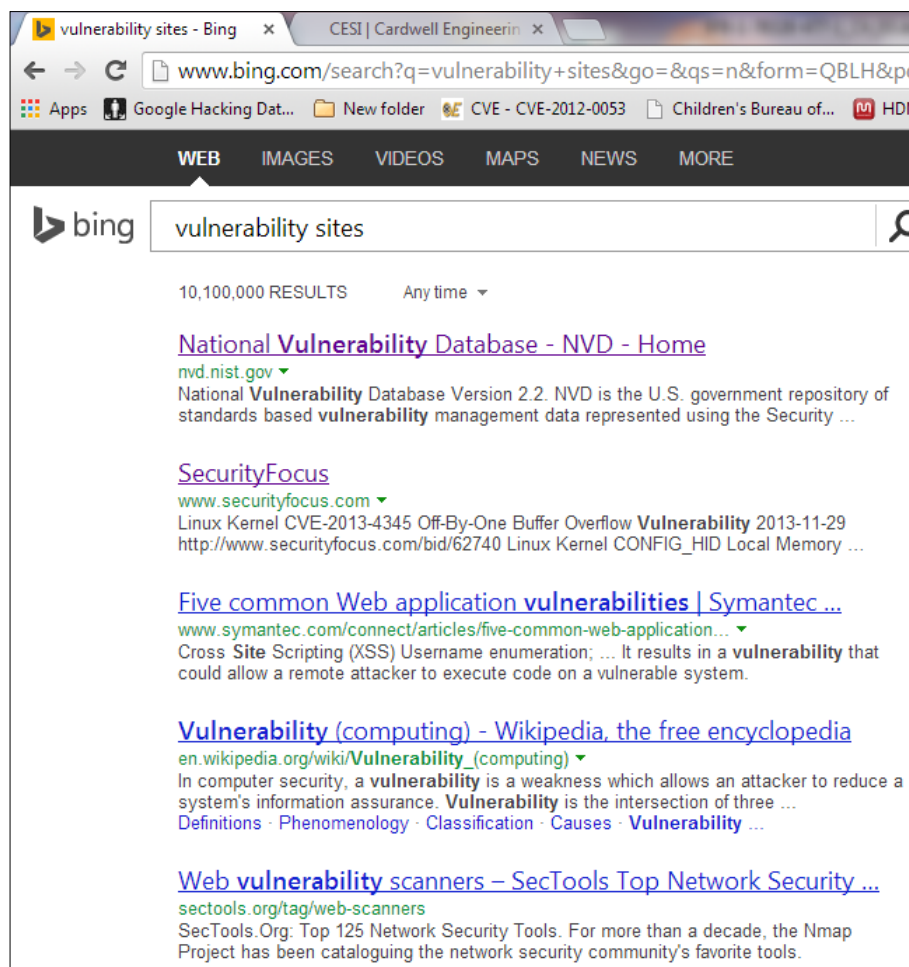 vulnerability sites - Bing
CESI | Cardwell Engineerin
www.bing.com/search?q=vulnerability+sites&go=&qs=n&form=QBLH&p
Apps Google Hacking Dat... New folder CVE - CVE-2012-0053 Children's Bureau of... HD
WEB IMAGES VIDEOS MAPS NEWS MORE
bing vulnerability sites
10,100,000 RESULTS Any time
National Vulnerability Database - NVD - Home
nvd.nist.gov
National Vulnerability Database Version 2.2. NVD is the U.S. government repository of
standards based vulnerability management data represented using the Security ...
SecurityFocus
www.securityfocus.com
Linux Kernel CVE-2013-4345 Off-By-One Buffer Overflow Vulnerability 2013-11-29
http://www.securityfocus.com/bid/62740 Linux Kernel CONFIG_HID Local Memory ...
Five common Web application vulnerabilities | Symantec ...
www.symantec.com/connect/articles/five-common-web-application...
Cross Site Scripting (XSS) Username enumeration; ... It results in a vulnerability that
could allow a remote attacker to execute code on a vulnerable system.
Vulnerability (computing) - Wikipedia, the free encyclopedia
en.wikipedia.org/wiki/Vulnerability_(computing)
In computer security, a vulnerability is a weakness which allows an attacker to reduce a
system's information assurance. Vulnerability is the intersection of three ...
Definitions · Phenomenology · Classification · Causes · Vulnerability ...
Web vulnerability scanners – SecTools Top Network Security ...
sectools.org/tag/web-scanners
SecTools.Org: Top 125 Network Security Tools. For more than a decade, the Nmap
Project has been cataloguing the network security community's favorite tools.